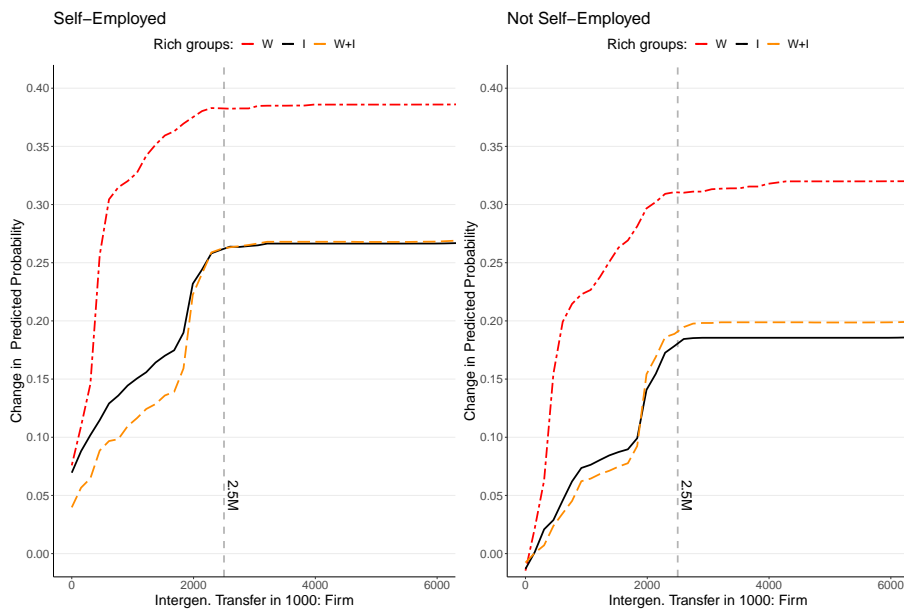 Self−Employed
Rich groups: W I W+I
Change in Predicted Probability
0.40
0.35
0.30
0.25
0.20
0.15
0.10
0.05
0.00
2.5M
0 2000 4000 6000
Intergen. Transfer in 1000: Firm
Not Self−Employed
Rich groups: W I W+I
Change in Predicted Probability
0.40
0.35
0.30
0.25
0.20
0.15
0.10
0.05
0.00
2.5M
0 2000 4000 6000
Intergen. Transfer in 1000: Firm